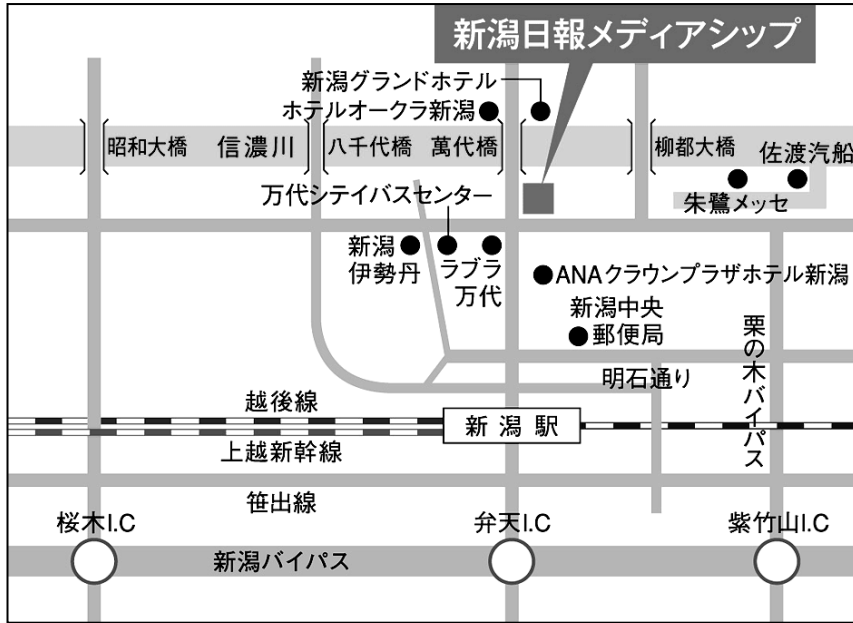 新潟日報メディアシップ
新潟グランドホテル
ホテルオークラ新潟
昭和大橋
信濃川
八千代橋
萬代橋
柳都大橋
佐渡汽船
朱鷺メッセ
万代シテイバスセンター
新潟
伊勢丹
ラブラ
万代
ANAクラウンプラザホテル新潟
新潟中央
郵便局
栗の木バイパス
明石通り
越後線
新潟駅
上越新幹線
笹出線
桜木I.C
弁天I.C
紫竹山I.C
新潟バイパス